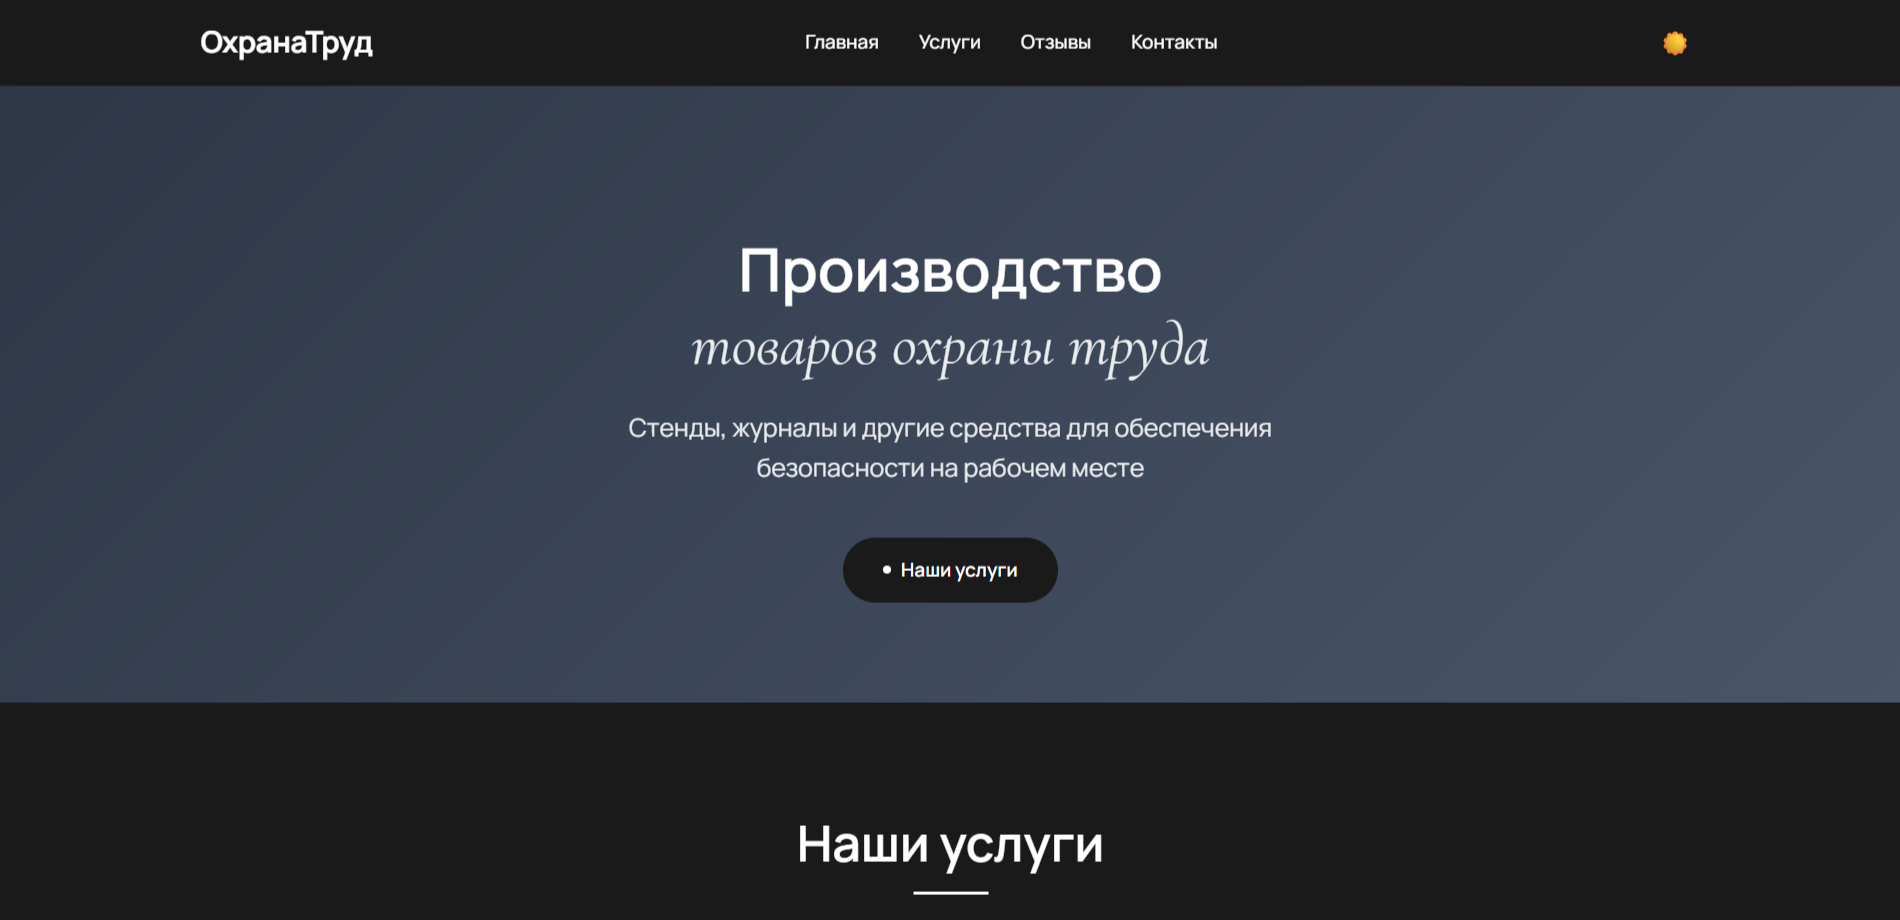 ОхранаТруд
Главная Услуги Отзывы Контакты
Производство
товаров охраны труда
Стенды, журналы и другие средства для обеспечения
безопасности на рабочем месте
Наши услуги
Наши услуги